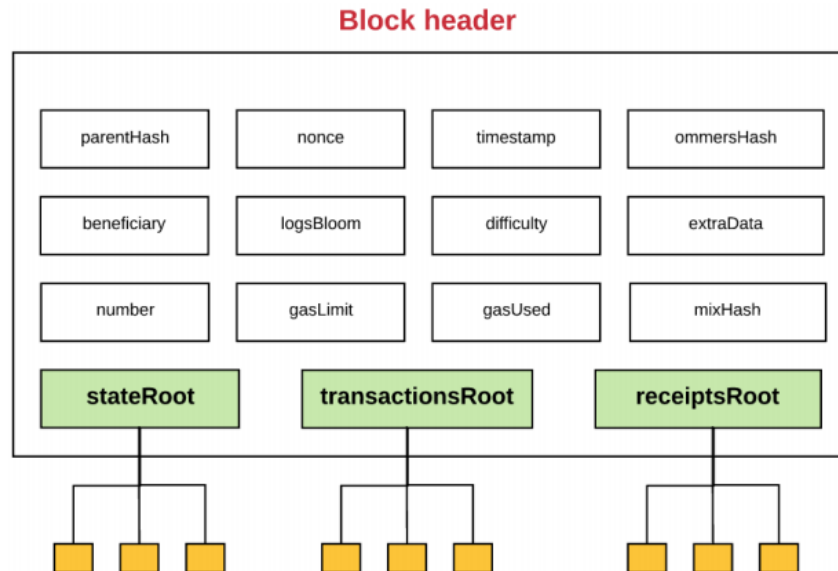 Block header
parentHash
nonce
timestamp
ommersHash
beneficiary
logsBloom
difficulty
extraData
number
gasLimit
gasUsed
mixHash
stateRoot
transactionsRoot
receiptsRoot